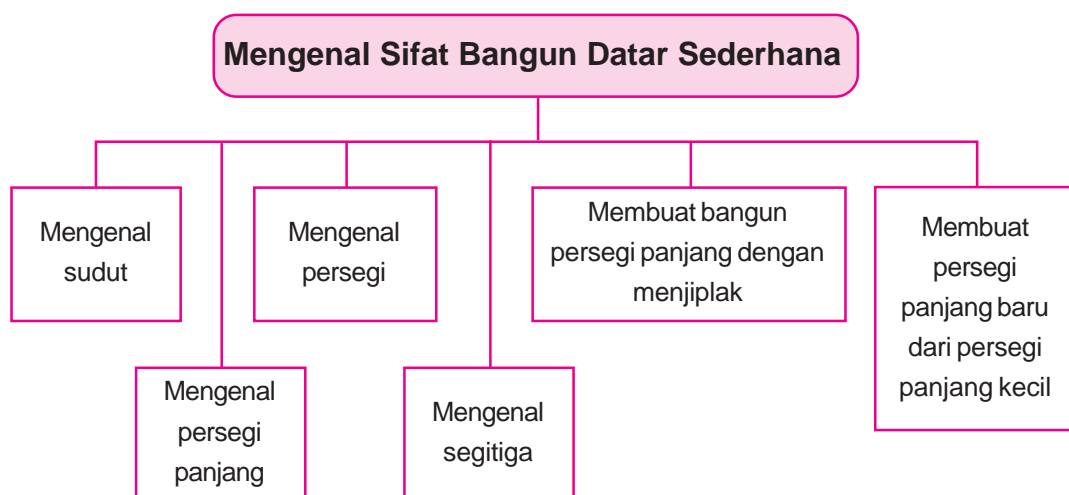 Mengenal Sifat Bangun Datar Sederhana
Mengenal
sudut
Mengenal
persegi
panjang
Mengenal
persegi
Mengenal
segitiga
Membuat bangun
persegi panjang dengan
menjiplak
Membuat
persegi
panjang baru
dari persegi
panjang kecil